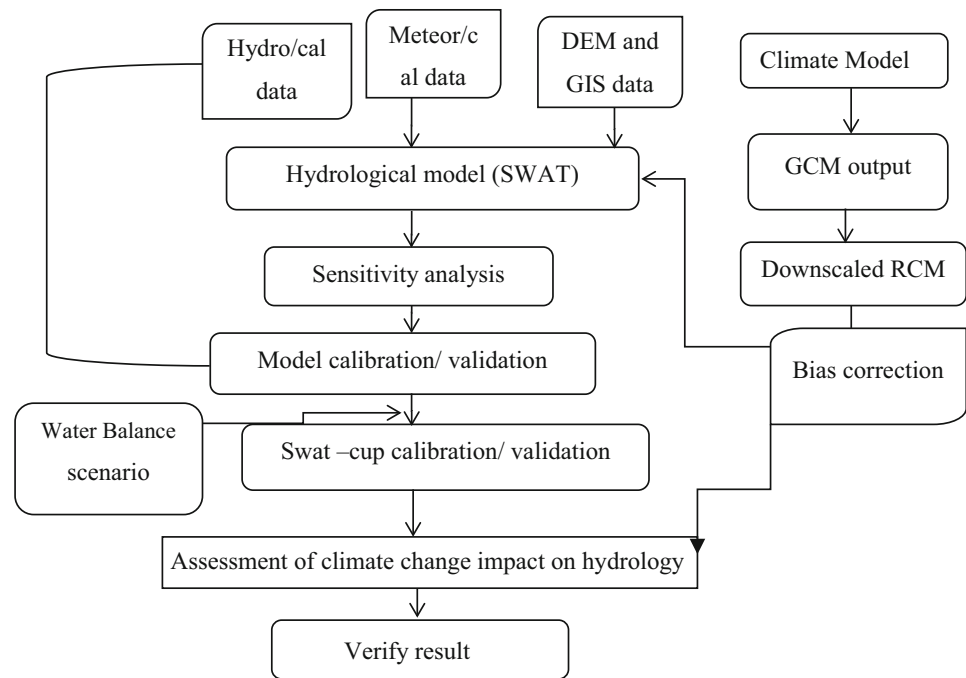 Hydro/cal
data
Meteor/c
al data
DEM and
GIS data
Climate Model
Hydrological model (SWAT)
GCM output
Sensitivity analysis
Downscaled RCM
Model calibration/ validation
Bias correction
Water Balance
scenario
Swat –cup calibration/ validation
Assessment of climate change impact on hydrology
Verify result